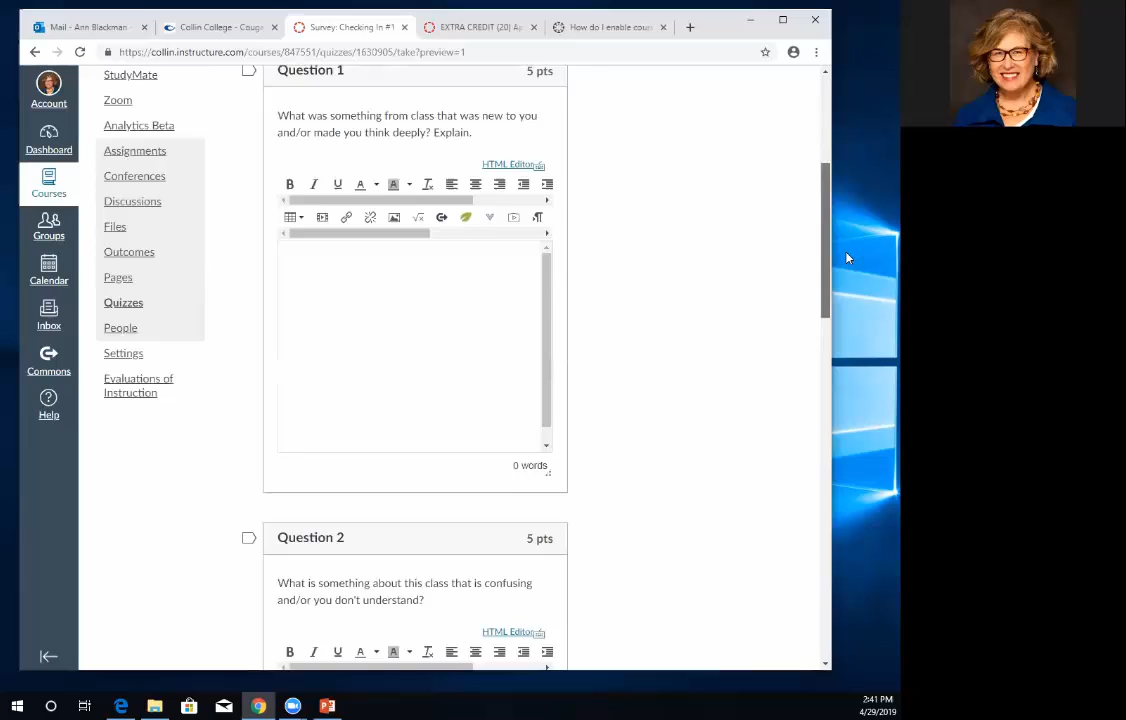 Mail - Ann Blackman -
Collin College - Couga
Survey: Checking In #1
EXTRA CREDIT (20) Ap
How do I enable cou
https://collin.instructure.com/courses/847551/quizzes/1630905/take?preview=1
Account
Dashboard
Courses
Groups
Calendar
Inbox
Commons
Help
StudyMate
Zoom
Analytics Beta
Assignments
Conferences
Discussions
Files
Outcomes
Pages
Quizzes
People
Settings
Evaluations of
Instruction
Question 1
5 pts
What was something from class that was new to you
and/or made you think deeply? Explain.
HTML Editor
0 words
Question 2
5 pts
What is something about this class that is confusing
and/or you don't understand?
HTML Editor
2:41 PM
4/29/2019